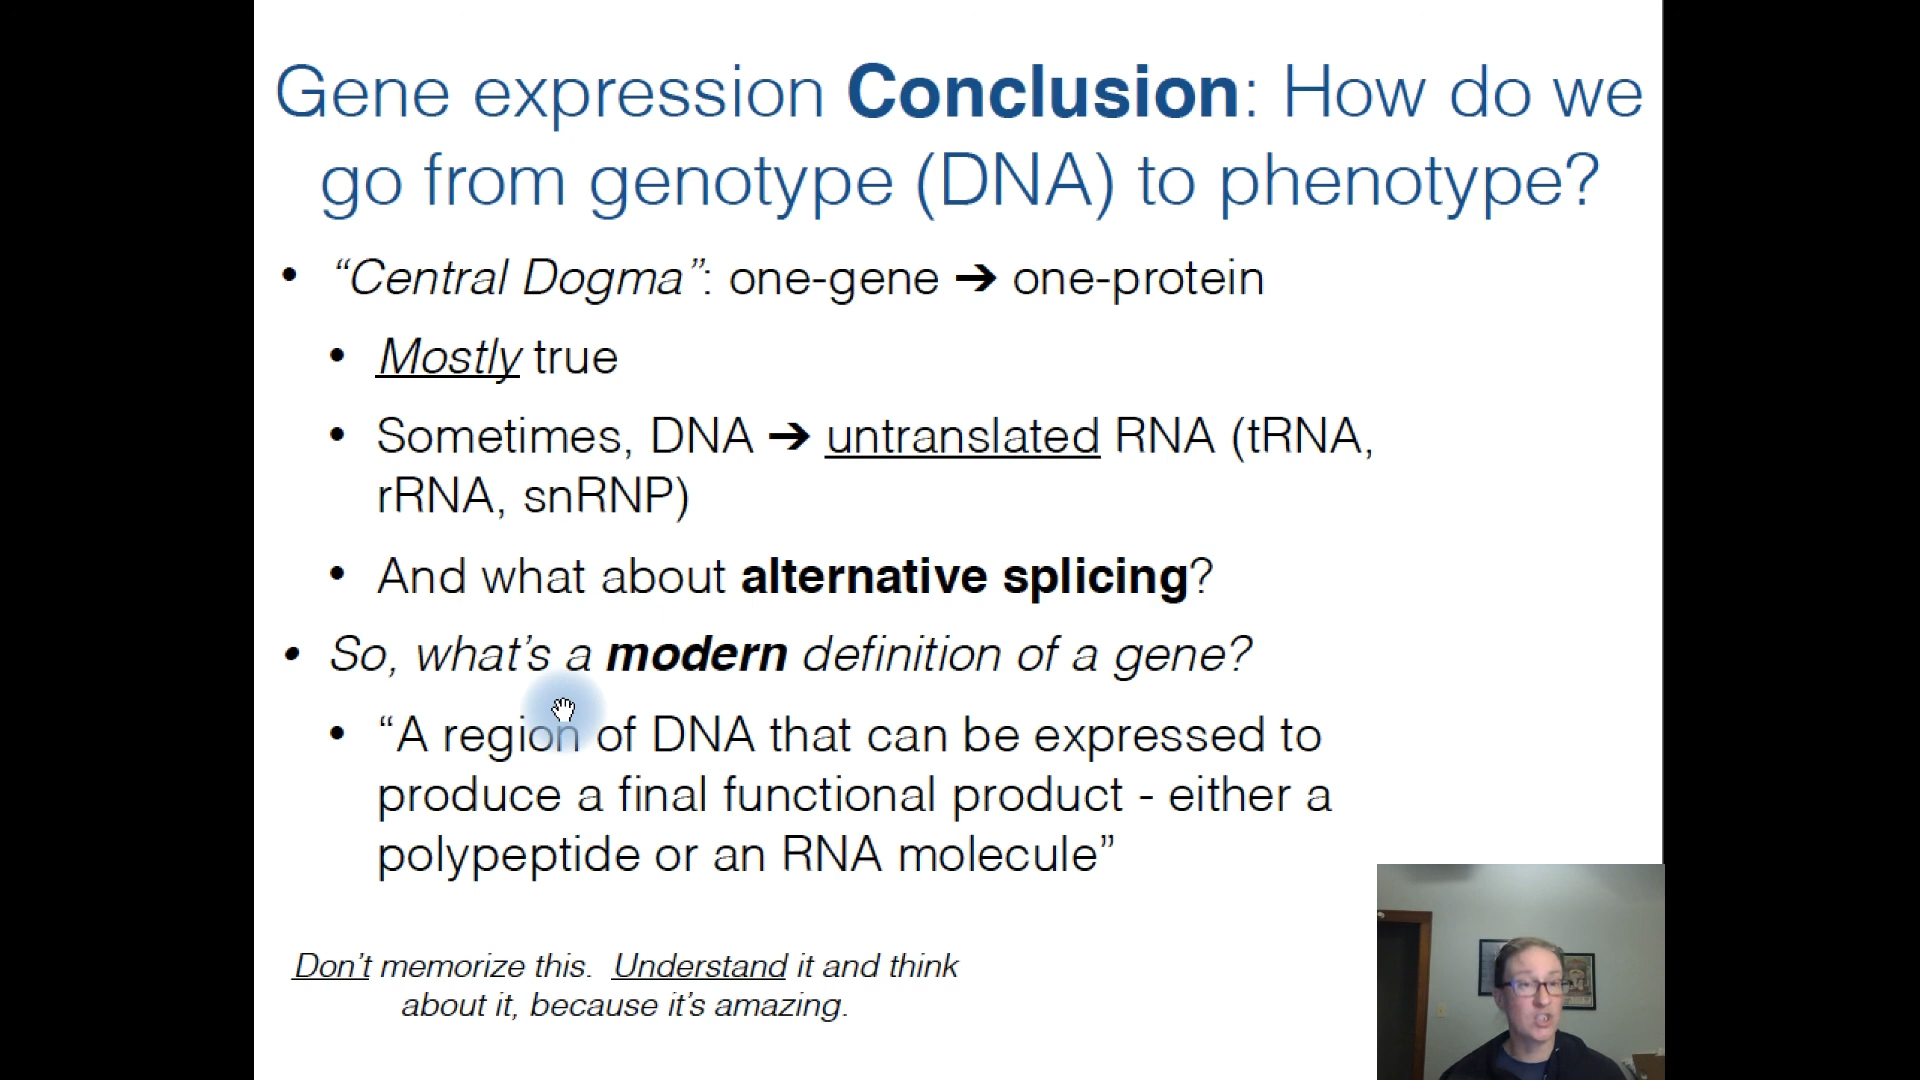 Gene expression Conclusion: How do we
go from genotype (DNA) to phenotype?
• “Central Dogma”: one-gene ➔ one-protein
• Mostly true
• Sometimes, DNA ➔ untranslated RNA (tRNA,
rRNA, snRNP)
• And what about alternative splicing?
• So, what’s a modern definition of a gene?
• “A region of DNA that can be expressed to
produce a final functional product - either a
polypeptide or an RNA molecule”
Don’t memorize this. Understand it and think
about it, because it’s amazing.